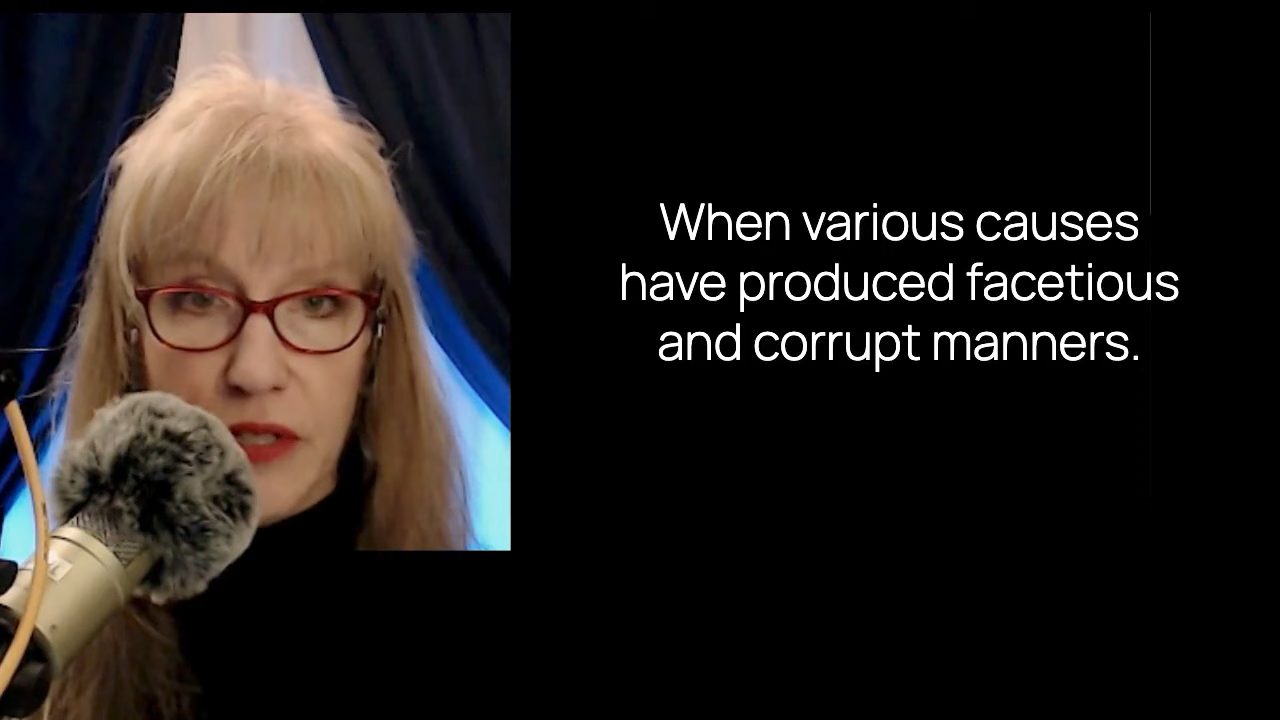 When various causes
have produced facetious
and corrupt manners.